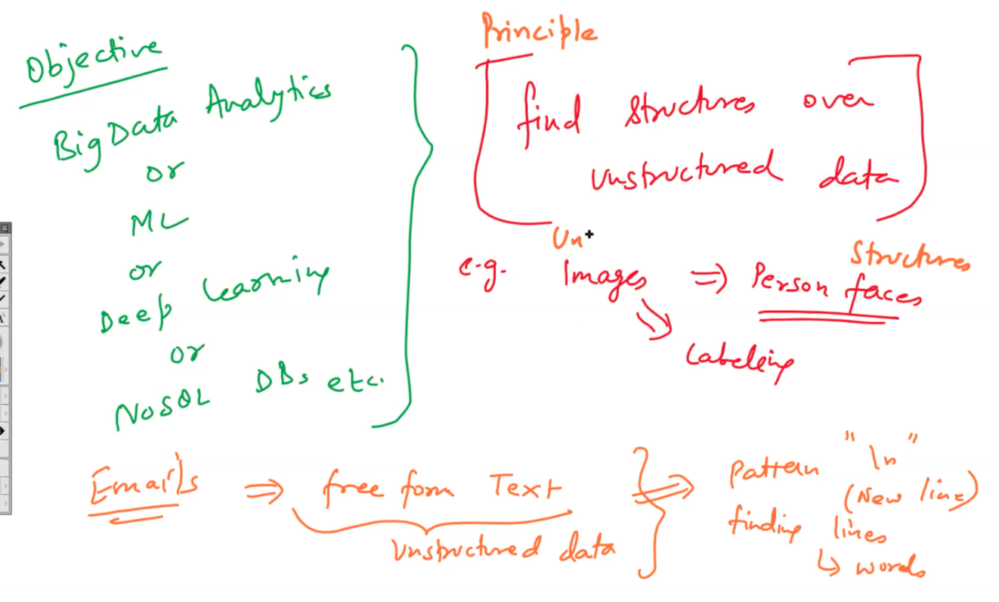 Objective
BigData Analytics
or
ML
or
Deep Learning
or
NoSQL DBs etc.
Principle
find structures over
unstructured data
Un
Structures
e.g. Images ⇒ Person faces
Labeling
Emails ⇒ free form Text
Unstructured data
Pattern "\n"
(New line)
finding lines
↳ words